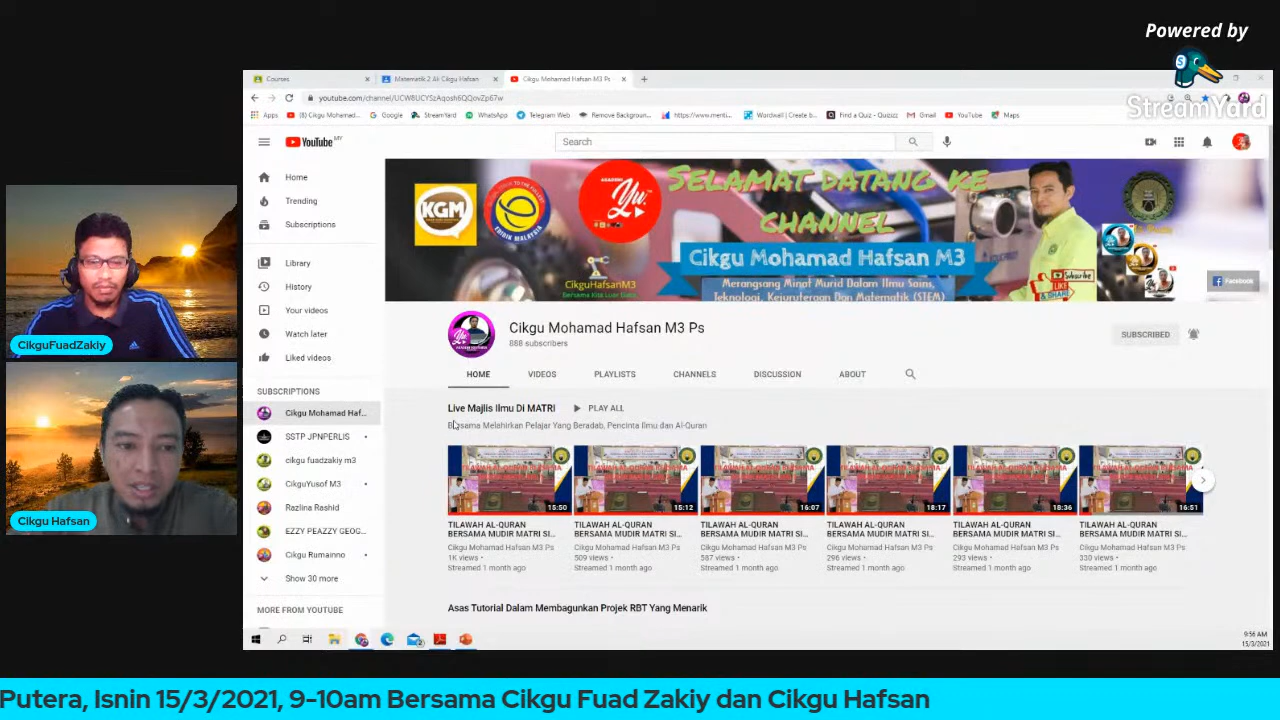 Powered by
StreamYard
Courses
Matematik 2 Ali Cikgu Hafsan
Cikgu Mohamad Hafsan M3 Ps
Apps
(8) Cikgu Mohamad...
Google
StreamYard
WhatsApp
Telegram Web
Remove Backgroun...
https://www.menti...
Wordwall | Create b...
Find a Quiz - Quizizz
Gmail
YouTube
Maps
YouTube MY
Search
Home
Trending
Subscriptions
Library
History
Your videos
Watch later
Liked videos
SUBSCRIPTIONS
Cikgu Mohamad Haf...
SSTP JPNPERLIS
cikgu fuadzakiy m3
CikguYusof M3
Razlina Rashid
EZZY PEAZZY GEOG...
Cikgu Rumainno
Show 30 more
MORE FROM YOUTUBE
KGM
Yu
SELAMAT DATANG KE
CHANNEL
Cikgu Mohamad Hafsan M3
Merangsang Minat Murid Dalam Ilmu Sains,
Teknologi, Kejuruteraan Dan Matematik (STEM)
CikguHafsanM3
LIKE
& SHARE
Facebook
Cikgu Mohamad Hafsan M3 Ps
888 subscribers
SUBSCRIBED
HOME
VIDEOS
PLAYLISTS
CHANNELS
DISCUSSION
ABOUT
Live Majlis Ilmu Di MATRI
PLAY ALL
Bersama Melahirkan Pelajar Yang Beradab, Pencinta Ilmu dan Al-Quran
15:50
15:12
16:07
18:17
18:36
16:51
TILAWAH AL-QURAN
BERSAMA MUDIR MATRI SI...
Cikgu Mohamad Hafsan M3 Ps
1K views •
Streamed 1 month ago
TILAWAH AL-QURAN
BERSAMA MUDIR MATRI SI...
Cikgu Mohamad Hafsan M3 Ps
509 views •
Streamed 1 month ago
TILAWAH AL-QURAN
BERSAMA MUDIR MATRI SI...
Cikgu Mohamad Hafsan M3 Ps
587 views •
Streamed 1 month ago
TILAWAH AL-QURAN
BERSAMA MUDIR MATRI SI...
Cikgu Mohamad Hafsan M3 Ps
296 views •
Streamed 1 month ago
TILAWAH AL-QURAN
BERSAMA MUDIR MATRI SI...
Cikgu Mohamad Hafsan M3 Ps
293 views •
Streamed 1 month ago
TILAWAH AL-QURAN
BERSAMA MUDIR MATRI SI...
Cikgu Mohamad Hafsan M3 Ps
330 views •
Streamed 1 month ago
Asas Tutorial Dalam Membagunkan Projek RBT Yang Menarik
9:56 AM
15/3/2021
CikguFuadZakiy
Cikgu Hafsan
Putera, Isnin 15/3/2021, 9-10am Bersama Cikgu Fuad Zakiy dan Cikgu Hafsan